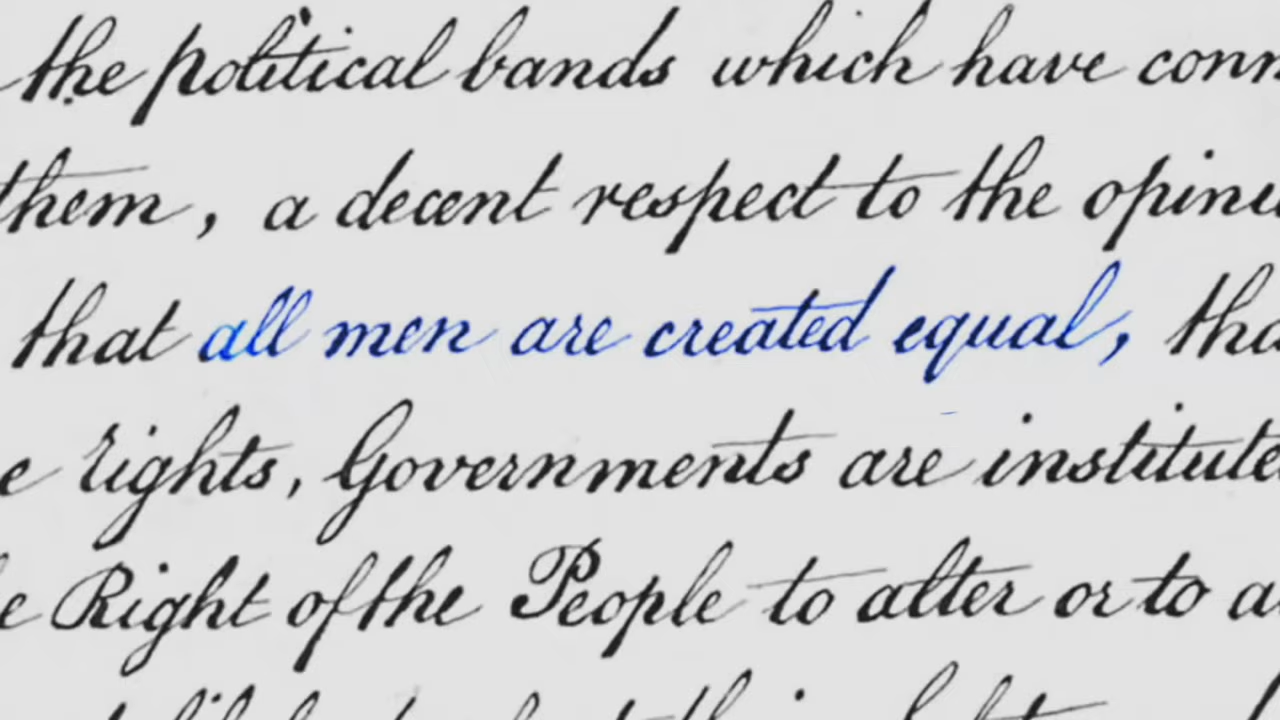 the political bands which have conn
them, a decent respect to the opini
that all men are created equal, tha
e rights, Governments are institute
e Right of the People to alter or to a